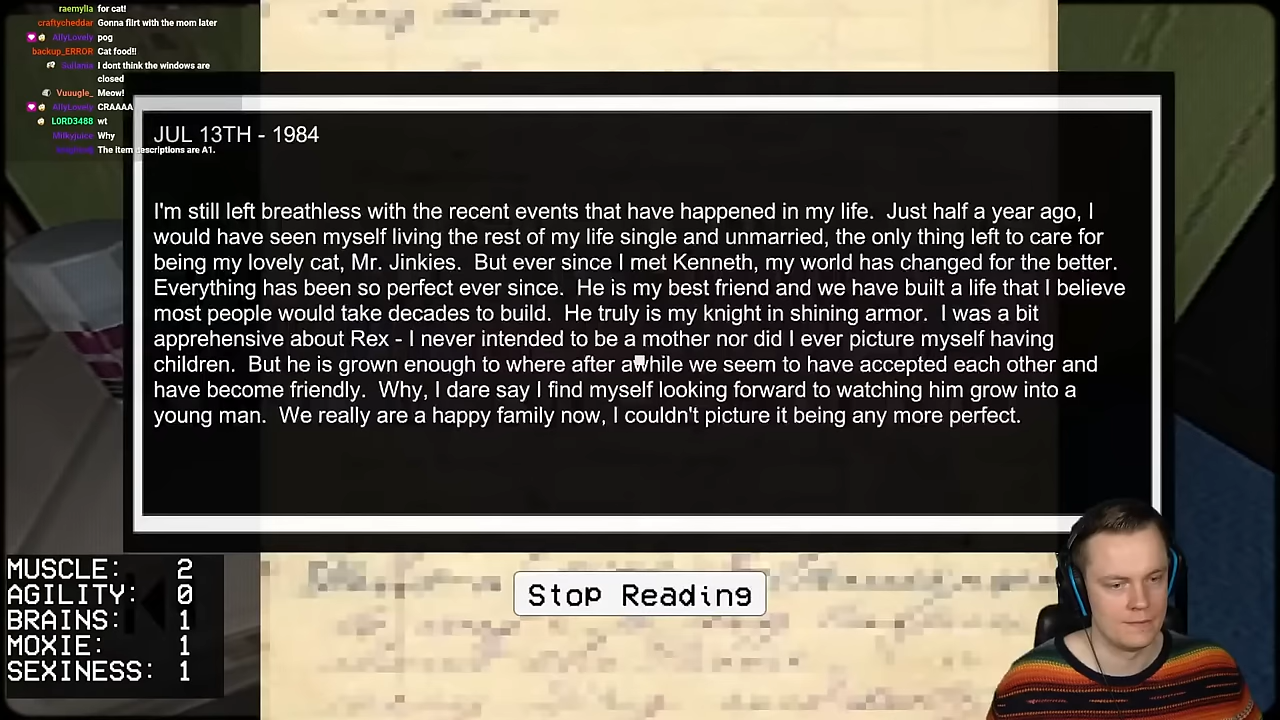 raemylla for cat!
craftycheddar Gonna flirt with the mom later
AllyLovely pog
backup_ERROR Cat food!!
I dont think the windows are
closed
Vuuugle_ Meow!
AllyLovely CRAAAA
L0RD3488 wt
Milkyjuice Why
The item descriptions are A1.
JUL 13TH - 1984
I'm still left breathless with the recent events that have happened in my life.  Just half a year ago, I
would have seen myself living the rest of my life single and unmarried, the only thing left to care for
being my lovely cat, Mr. Jinkies.  But ever since I met Kenneth, my world has changed for the better.
Everything has been so perfect ever since.  He is my best friend and we have built a life that I believe
most people would take decades to build.  He truly is my knight in shining armor.  I was a bit
apprehensive about Rex - I never intended to be a mother nor did I ever picture myself having
children.  But he is grown enough to where after awhile we seem to have accepted each other and
have become friendly.  Why, I dare say I find myself looking forward to watching him grow into a
young man.  We really are a happy family now, I couldn't picture it being any more perfect.
Stop Reading
MUSCLE: 2
AGILITY: 0
BRAINS: 1
MOXIE: 1
SEXINESS: 1